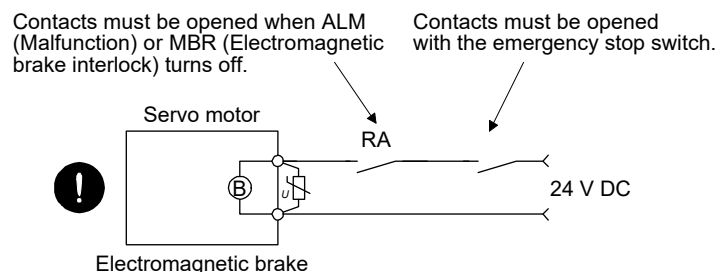 Contacts must be opened when ALM
(Malfunction) or MBR (Electromagnetic
brake interlock) turns off.
Contacts must be opened
with the emergency stop switch.
Servo motor
RA
B
U
24 V DC
Electromagnetic brake